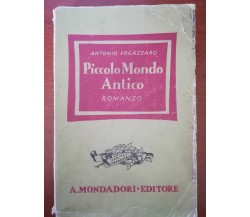 ANTONIO FOGAZZARO
Piccolo Mondo
Antico
ROMANZO
A. MONDADORI · EDITORE